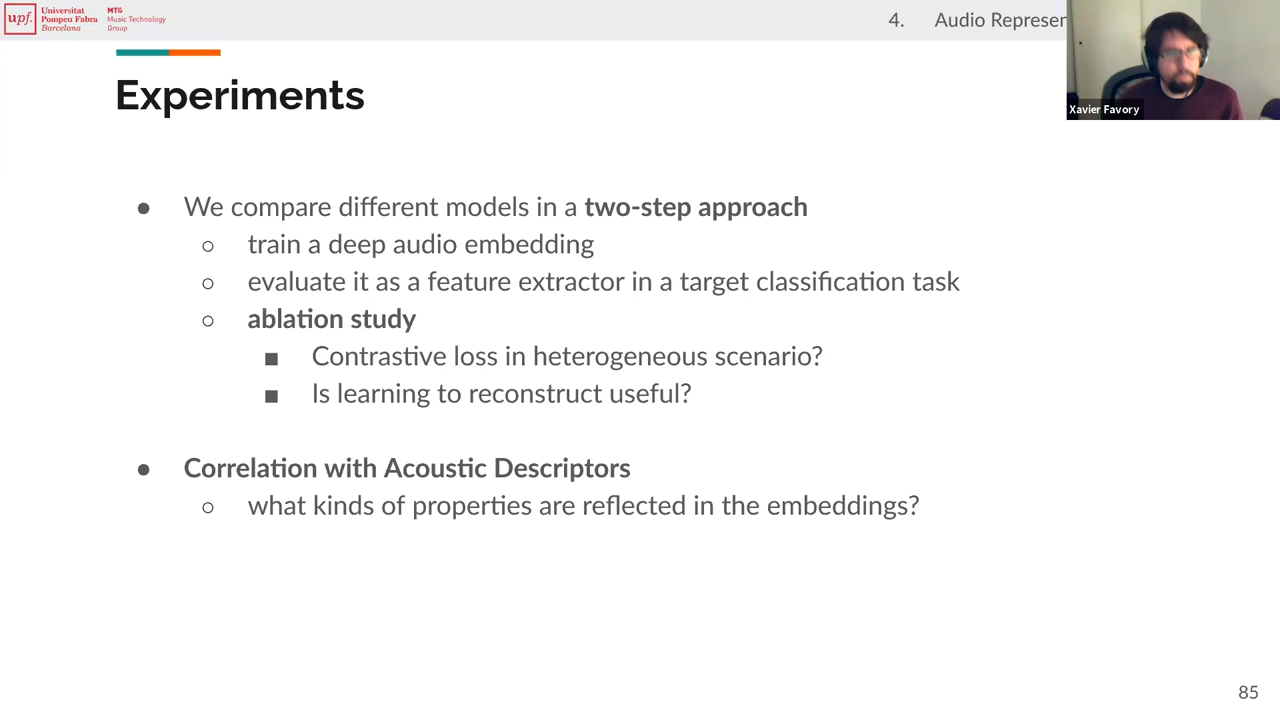 upf.
Universitat
Pompeu Fabra
Barcelona
MTG
Music Technology
Group
4. Audio Represen
Xavier Favory
Experiments
● We compare different models in a two-step approach
○ train a deep audio embedding
○ evaluate it as a feature extractor in a target classification task
○ ablation study
■ Contrastive loss in heterogeneous scenario?
■ Is learning to reconstruct useful?
● Correlation with Acoustic Descriptors
○ what kinds of properties are reflected in the embeddings?
85